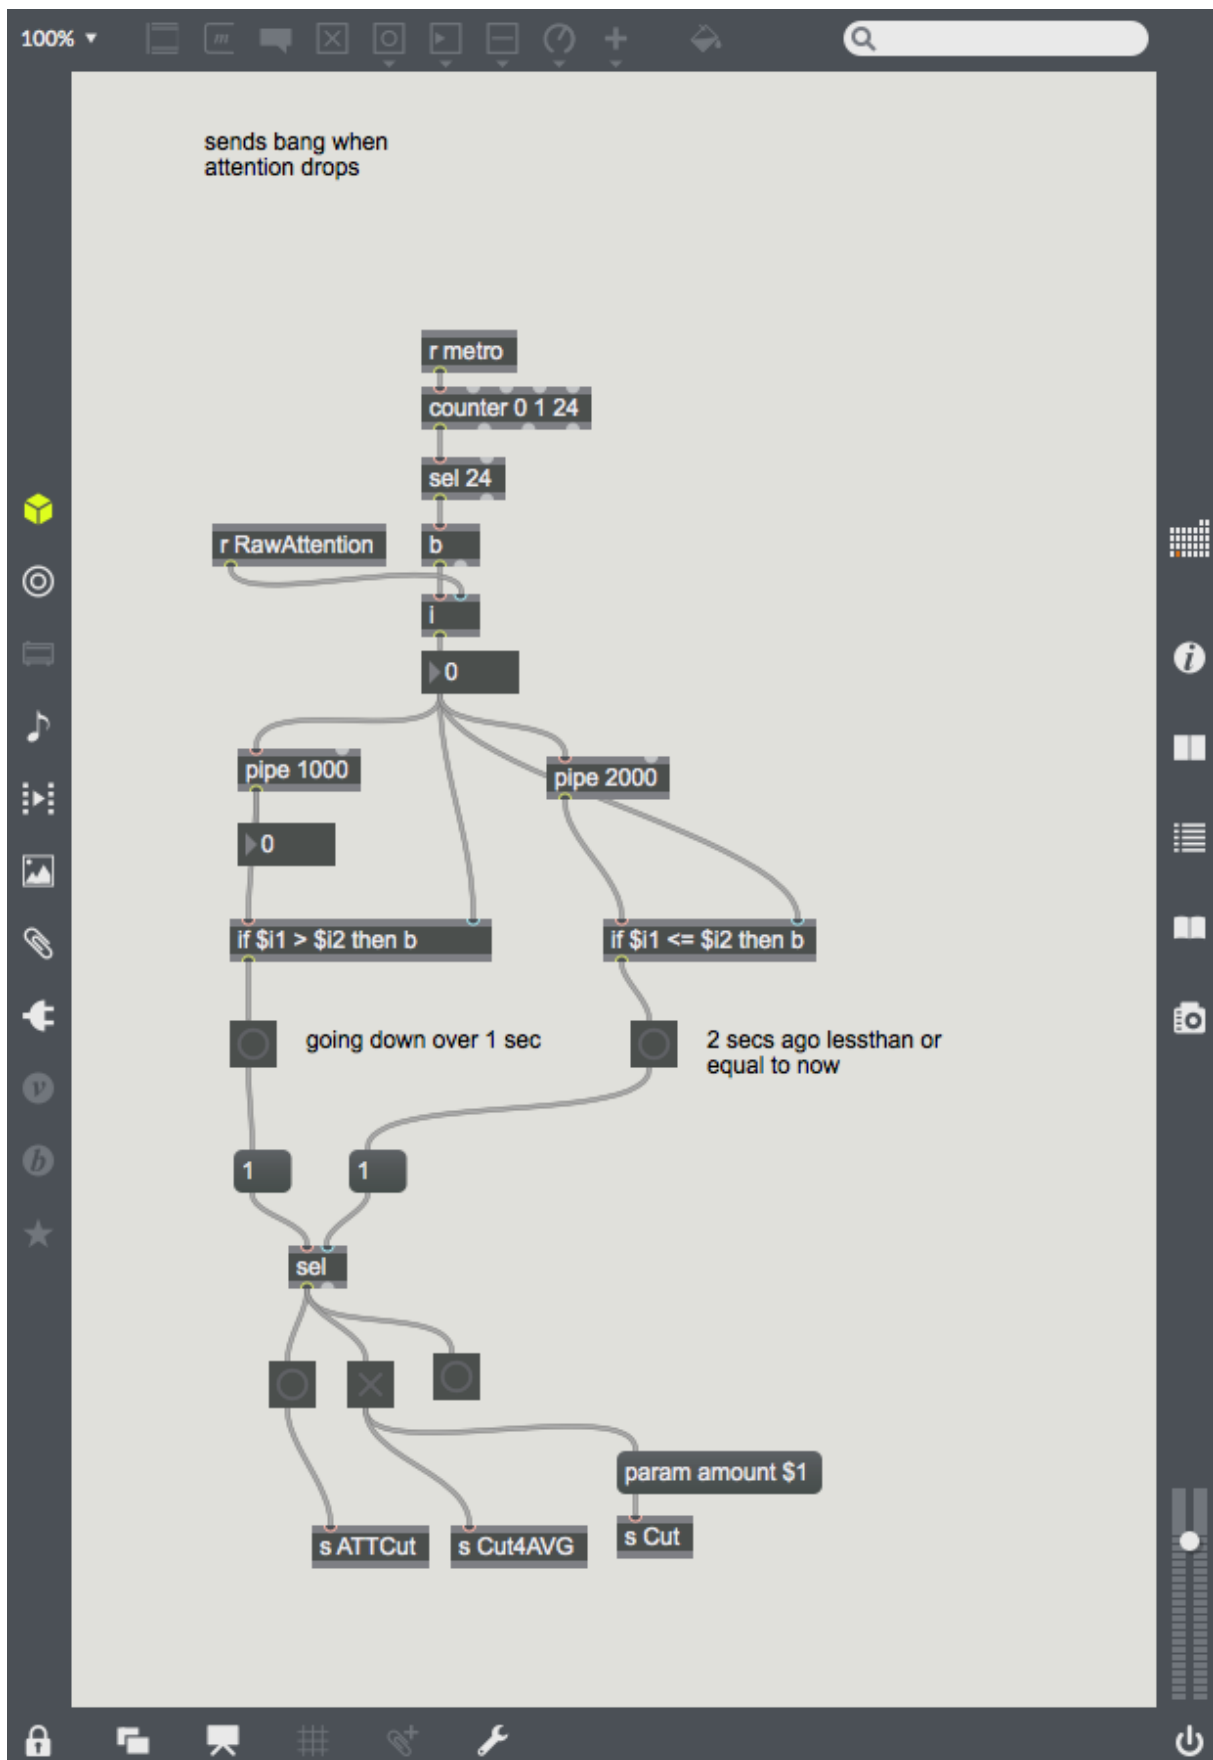 100%
sends bang when
attention drops
r metro
counter 0 1 24
sel 24
r RawAttention
b
i
0
pipe 1000
pipe 2000
0
if $i1 > $i2 then b
if $i1 <= $i2 then b
going down over 1 sec
2 secs ago lessthan or
equal to now
1
1
sel
param amount $1
s ATTCut
s Cut4AVG
s Cut